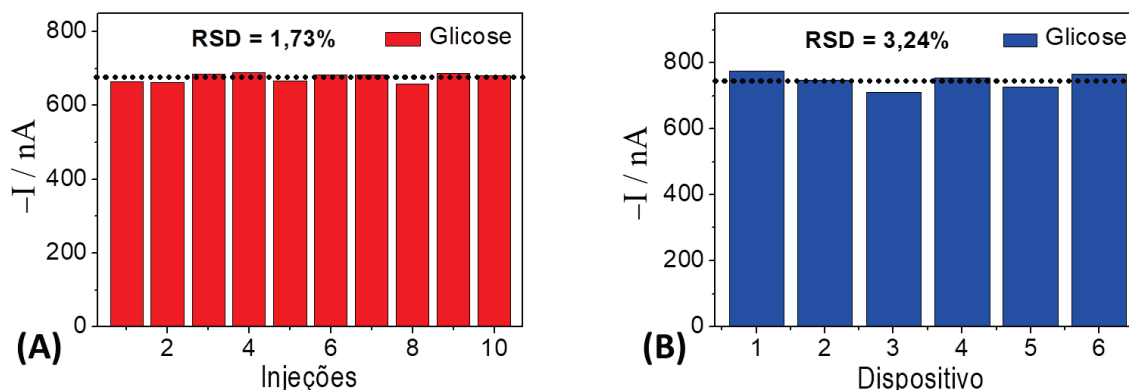 RSD = 1,73%
Glicose
800
600
400
200
0
−I / nA
2
4
6
8
10
Injeções
(A)
RSD = 3,24%
Glicose
800
600
400
200
0
−I / nA
1
2
3
4
5
6
Dispositivo
(B)